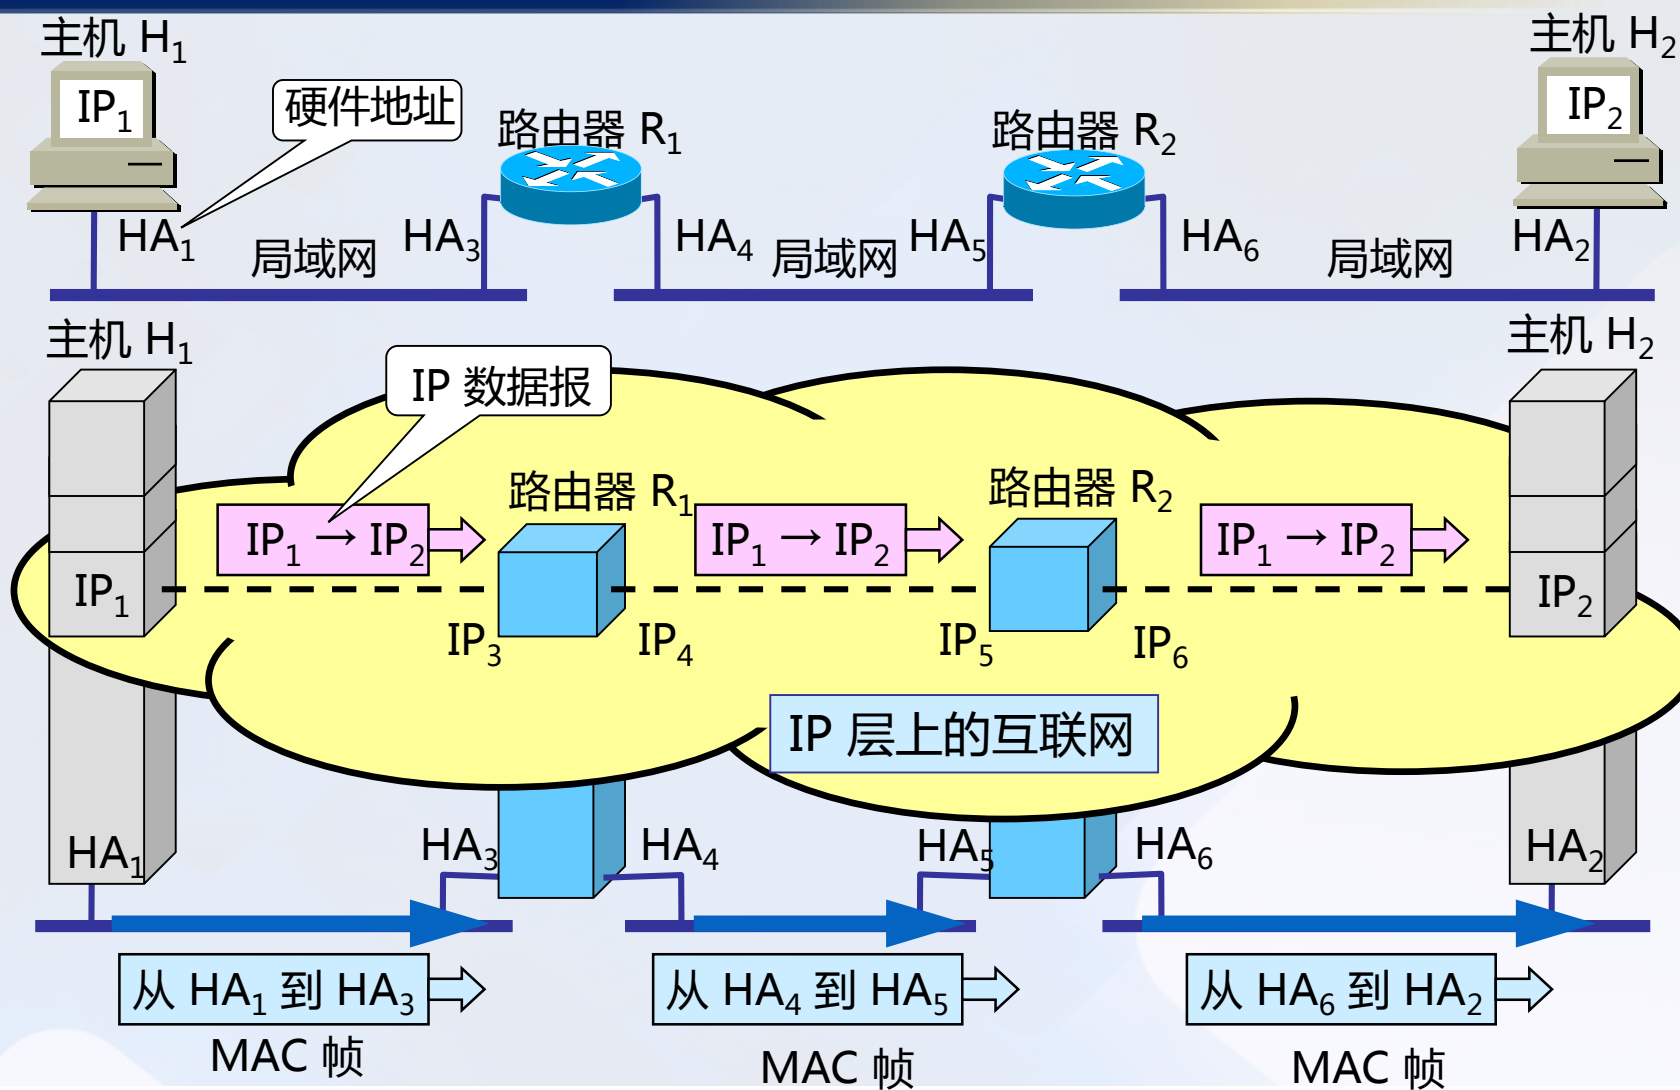 主机 H₁
主机 H₂
IP₁
硬件地址
路由器 R₁
路由器 R₂
IP₂
HA₁
局域网
HA₃
HA₄
局域网
HA₅
HA₆
局域网
HA₂
主机 H₁
主机 H₂
IP 数据报
路由器 R₁
路由器 R₂
IP₁ → IP₂
IP₁ → IP₂
IP₁ → IP₂
IP₁
IP₂
IP₃
IP₄
IP₅
IP₆
IP 层上的互联网
HA₁
HA₃
HA₄
HA₅
HA₆
HA₂
从 HA₁ 到 HA₃
从 HA₄ 到 HA₅
从 HA₆ 到 HA₂
MAC 帧
MAC 帧
MAC 帧